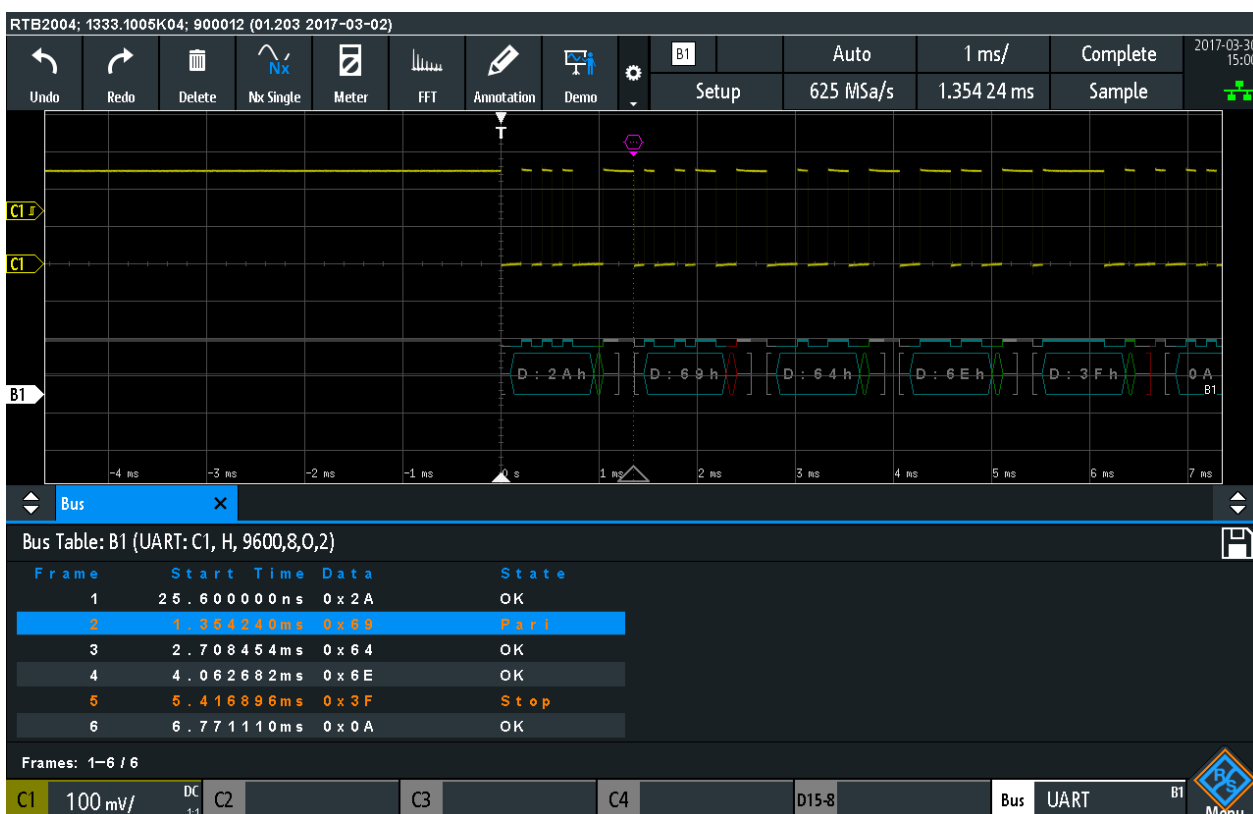 RTB2004; 1333.1005K04; 900012 (01.203 2017-03-02)
Undo Redo Delete Nx Single Meter FFT Annotation Demo
Nx
B1 Auto 1 ms/ Complete
Setup 625 MSa/s 1.354 24 ms Sample
2017-03-30
15:00
T
C1
C1
D:2Ah D:69h D:64h D:6Eh D:3Fh 0A
B1
B1
-4 ms -3 ms -2 ms -1 ms 0 s 1 ms 2 ms 3 ms 4 ms 5 ms 6 ms 7 ms
Bus
Bus Table: B1 (UART: C1, H, 9600,8,O,2)
Frame Start Time Data State
1 25.600000ns 0x2A OK
2 1.354240ms 0x69 Pari
3 2.708454ms 0x64 OK
4 4.062682ms 0x6E OK
5 5.416896ms 0x3F Stop
6 6.771110ms 0x0A OK
Frames: 1-6 / 6
C1 100 mV/ DC 1:1 C2 C3 C4 D15-8 Bus UART B1
R&S
Menu